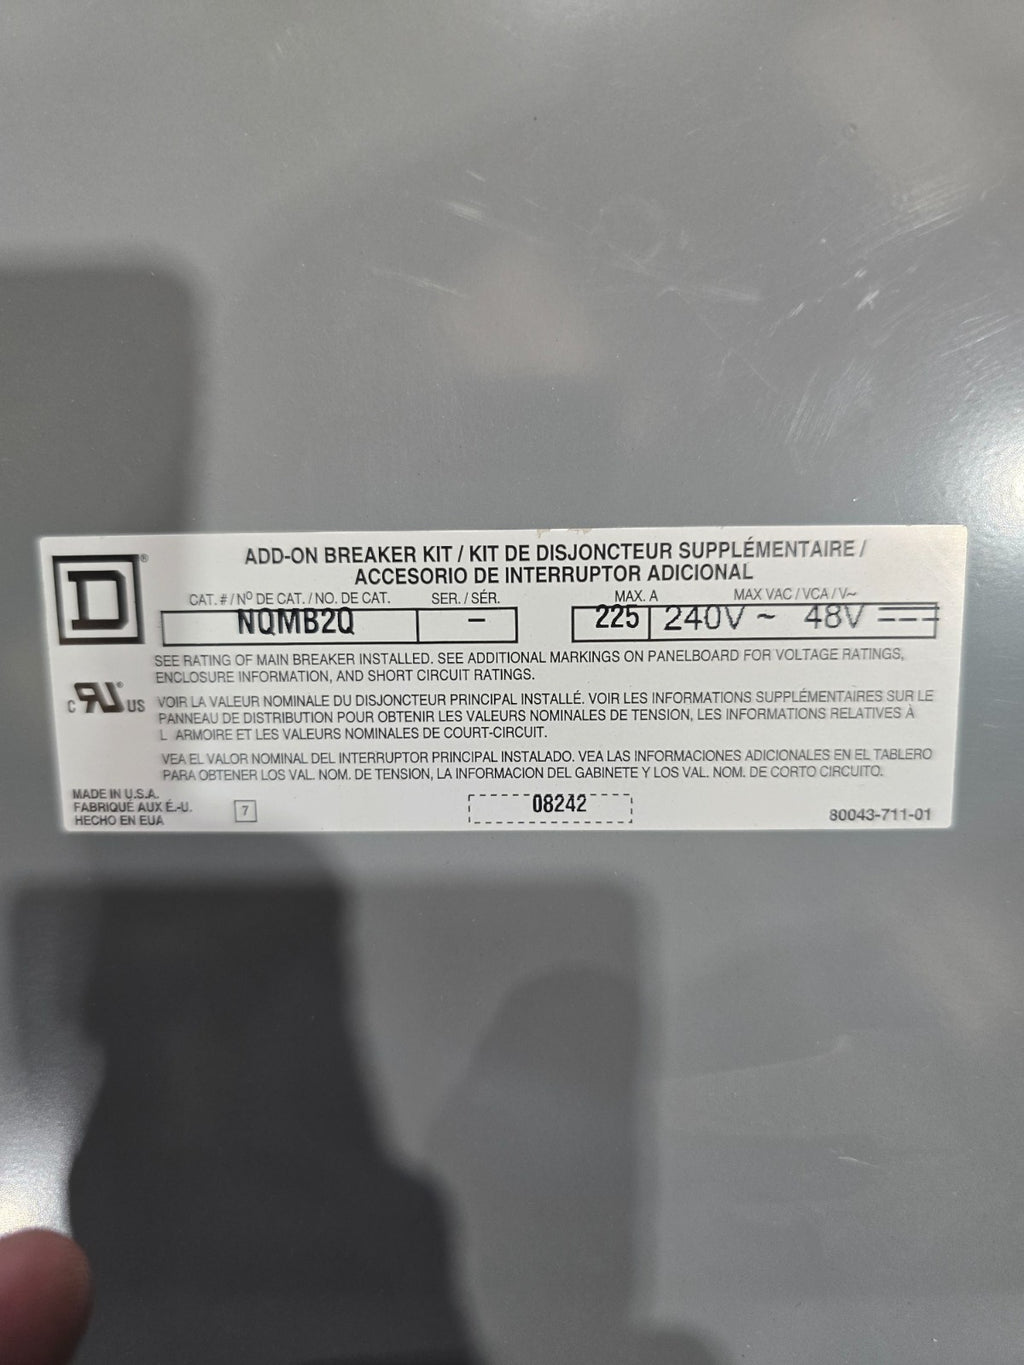 D®
ADD-ON BREAKER KIT / KIT DE DISJONCTEUR SUPPLÉMENTAIRE /
ACCESORIO DE INTERRUPTOR ADICIONAL
CAT. # / Nº DE CAT. / NO. DE CAT. SER. / SÉR. MAX. A MAX VAC / VCA / V~
NQMB2Q – 225 240V ~ 48V
SEE RATING OF MAIN BREAKER INSTALLED. SEE ADDITIONAL MARKINGS ON PANELBOARD FOR VOLTAGE RATINGS,
ENCLOSURE INFORMATION, AND SHORT CIRCUIT RATINGS.
C RU® US
VOIR LA VALEUR NOMINALE DU DISJONCTEUR PRINCIPAL INSTALLÉ. VOIR LES INFORMATIONS SUPPLÉMENTAIRES SUR LE
PANNEAU DE DISTRIBUTION POUR OBTENIR LES VALEURS NOMINALES DE TENSION, LES INFORMATIONS RELATIVES À
L ARMOIRE ET LES VALEURS NOMINALES DE COURT-CIRCUIT.
VEA EL VALOR NOMINAL DEL INTERRUPTOR PRINCIPAL INSTALADO. VEA LAS INFORMACIONES ADICIONALES EN EL TABLERO
PARA OBTENER LOS VAL. NOM. DE TENSION, LA INFORMACION DEL GABINETE Y LOS VAL. NOM. DE CORTO CIRCUITO.
MADE IN U.S.A.
FABRIQUÉ AUX É.-U.
HECHO EN EUA
7
08242
80043-711-01